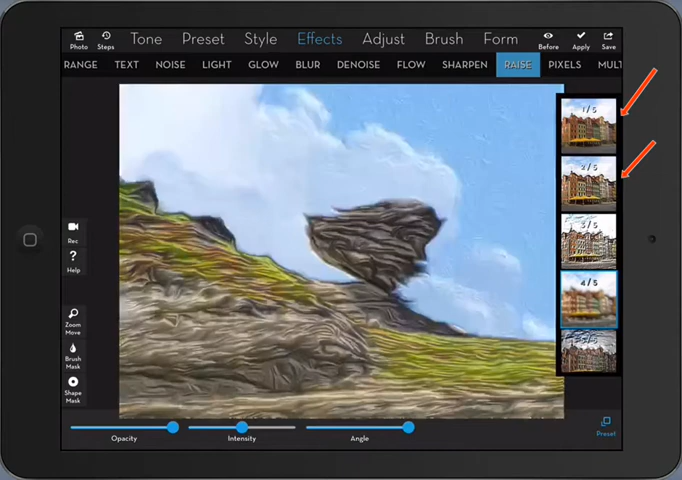 Photo Steps Tone Preset Style Effects Adjust Brush Form Before Apply Save
RANGE TEXT NOISE LIGHT GLOW BLUR DENOISE FLOW SHARPEN RAISE PIXELS MULT
1/5
2/5
3/5
4/5
5/5
Rec
Help
Zoom
Move
Brush
Mask
Shape
Mask
Opacity Intensity Angle Preset